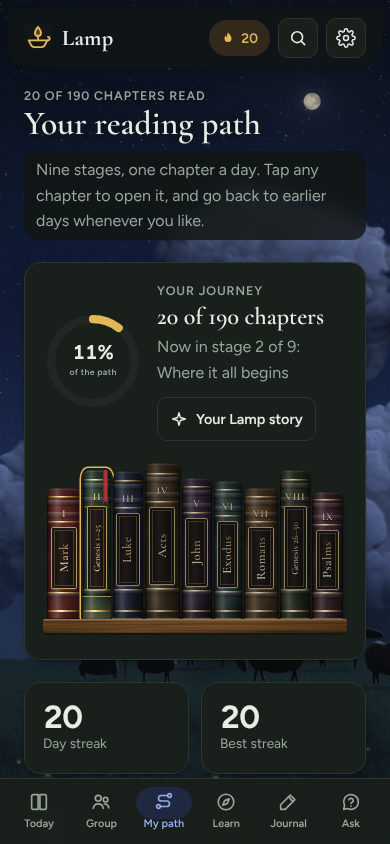 Lamp
20
20 OF 190 CHAPTERS READ
Your reading path
Nine stages, one chapter a day. Tap any
chapter to open it, and go back to earlier
days whenever you like.
YOUR JOURNEY
20 of 190 chapters
Now in stage 2 of 9:
Where it all begins
11%
of the path
Your Lamp story
I
Mark
II
Genesis 1–25
III
Luke
IV
Acts
V
John
VI
Exodus
VII
Romans
VIII
Genesis 26–50
IX
Psalms
20
Day streak
20
Best streak
Today
Group
My path
Learn
Journal
Ask